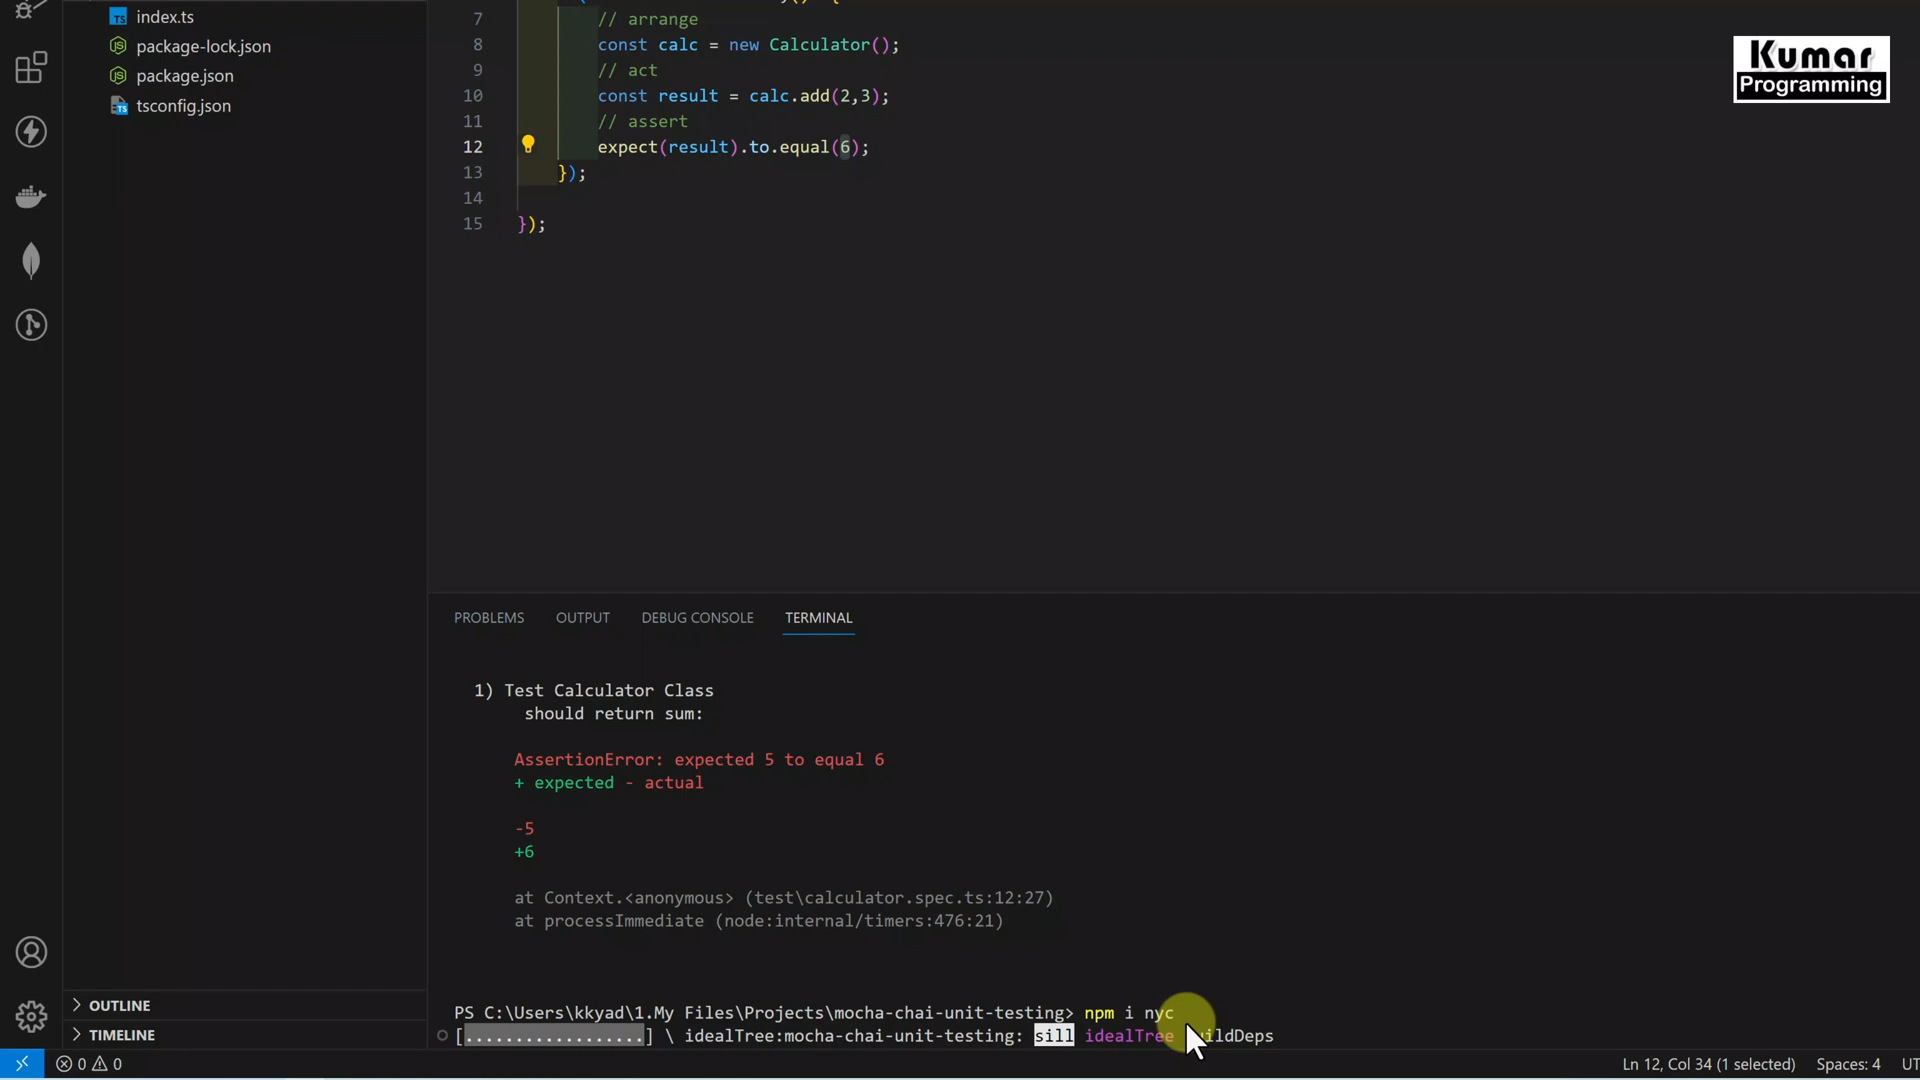 index.ts
package-lock.json
package.json
tsconfig.json
7 // arrange
8 const calc = new Calculator();
9 // act
10 const result = calc.add(2,3);
11 // assert
12 expect(result).to.equal(6);
13 });
14
15 });
Kumar
Programming
PROBLEMS OUTPUT DEBUG CONSOLE TERMINAL
1) Test Calculator Class
should return sum:
AssertionError: expected 5 to equal 6
+ expected - actual
-5
+6
at Context.<anonymous> (test\calculator.spec.ts:12:27)
at processImmediate (node:internal/timers:476:21)
PS C:\Users\kkyad\1.My Files\Projects\mocha-chai-unit-testing> npm i nyc
[..................] \ idealTree:mocha-chai-unit-testing: sill idealTree
OUTLINE
TIMELINE
0 0 Ln 12, Col 34 (1 selected) Spaces: 4